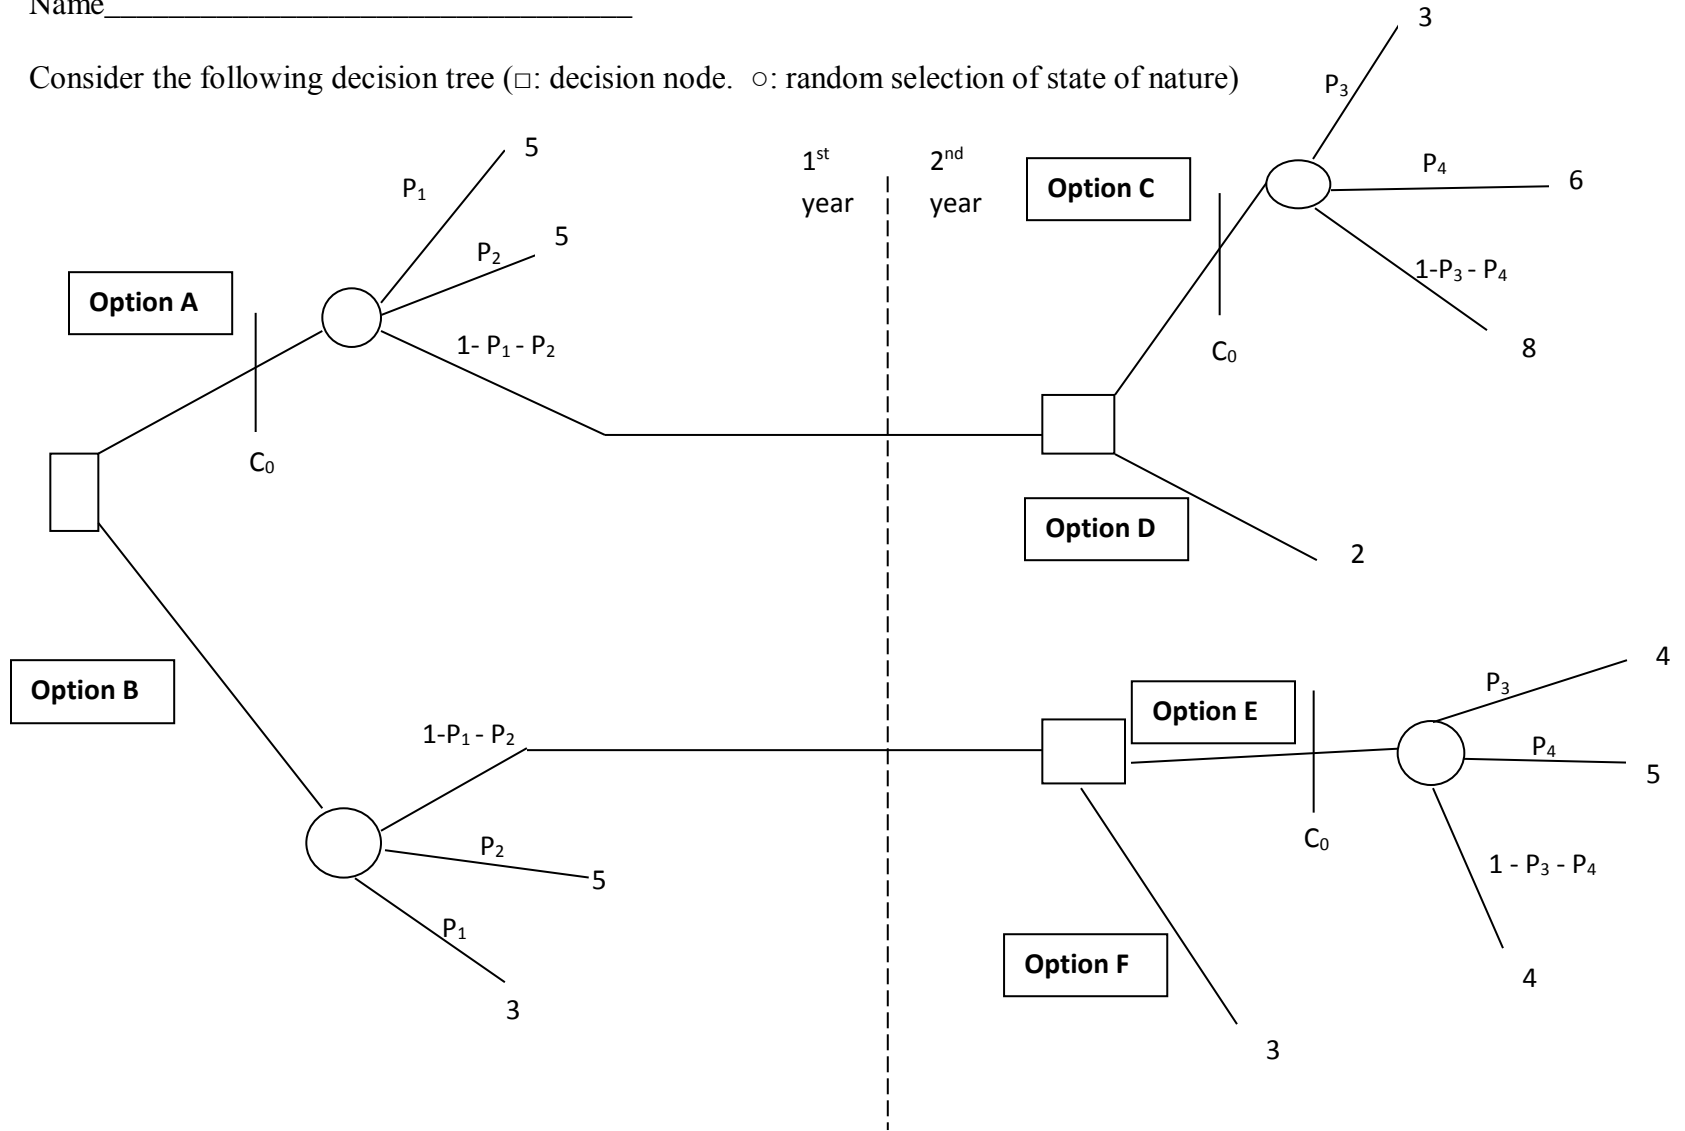 Name_________________________________
Consider the following decision tree (□: decision node.  ○: random selection of state of nature)
3
P3
5
P1
1st
year
2nd
year
Option C
P4
6
5
P2
1-P3 - P4
Option A
1- P1 - P2
C0
8
C0
Option D
2
Option B
1-P1 - P2
Option E
P3
4
P4
5
P2
5
C0
1 - P3 - P4
P1
Option F
4
3
3